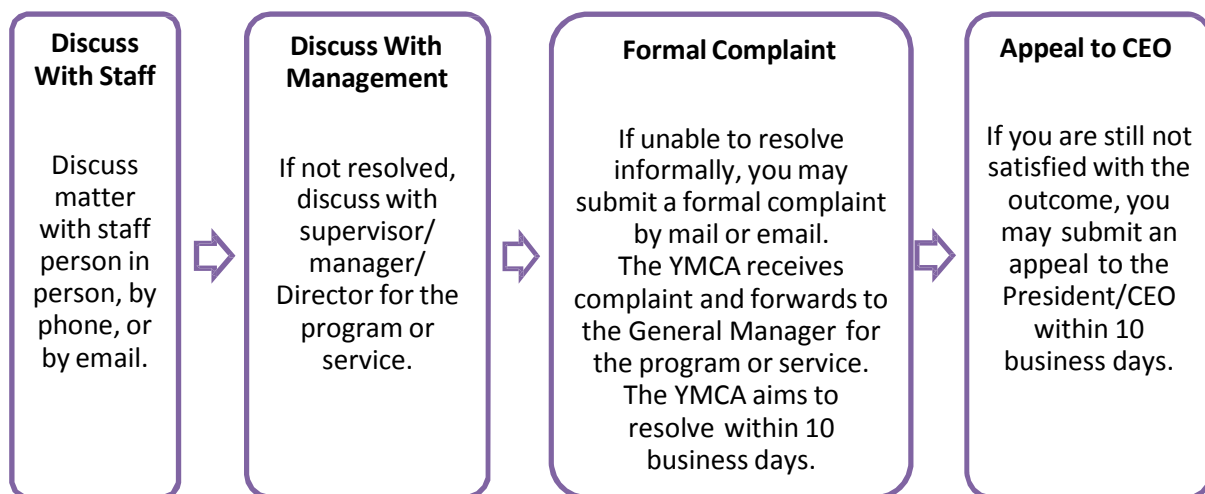 Discuss
With Staff
Discuss
matter
with staff
person in
person, by
phone, or
by email.
Discuss With
Management
If not resolved,
discuss with
supervisor/
manager/
Director for the
program or
service.
Formal Complaint
If unable to resolve
informally, you may
submit a formal complaint
by mail or email.
The YMCA receives
complaint and forwards to
the General Manager for
the program or service.
The YMCA aims to
resolve within 10
business days.
Appeal to CEO
If you are still not
satisfied with the
outcome, you
may submit an
appeal to the
President/CEO
within 10
business days.